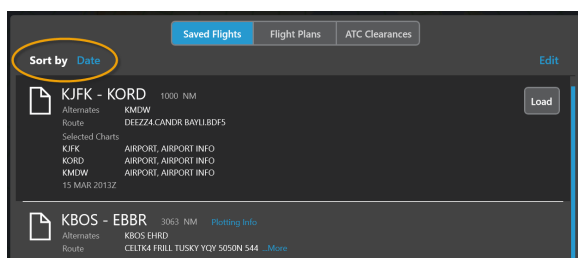 Saved Flights Flight Plans ATC Clearances
Sort by Date Edit
KJFK - KORD 1000 NM Load
Alternates KMDW
Route DEEZZ4.CANDR BAYLI.BDF5
Selected Charts
KJFK AIRPORT, AIRPORT INFO
KORD AIRPORT, AIRPORT INFO
KMDW AIRPORT, AIRPORT INFO
15 MAR 2013Z
KBOS - EBBR 3063 NM Plotting Info
Alternates KBOS EHRD
Route CELTK4 FRILL TUSKY YQY 5050N 544 ...More